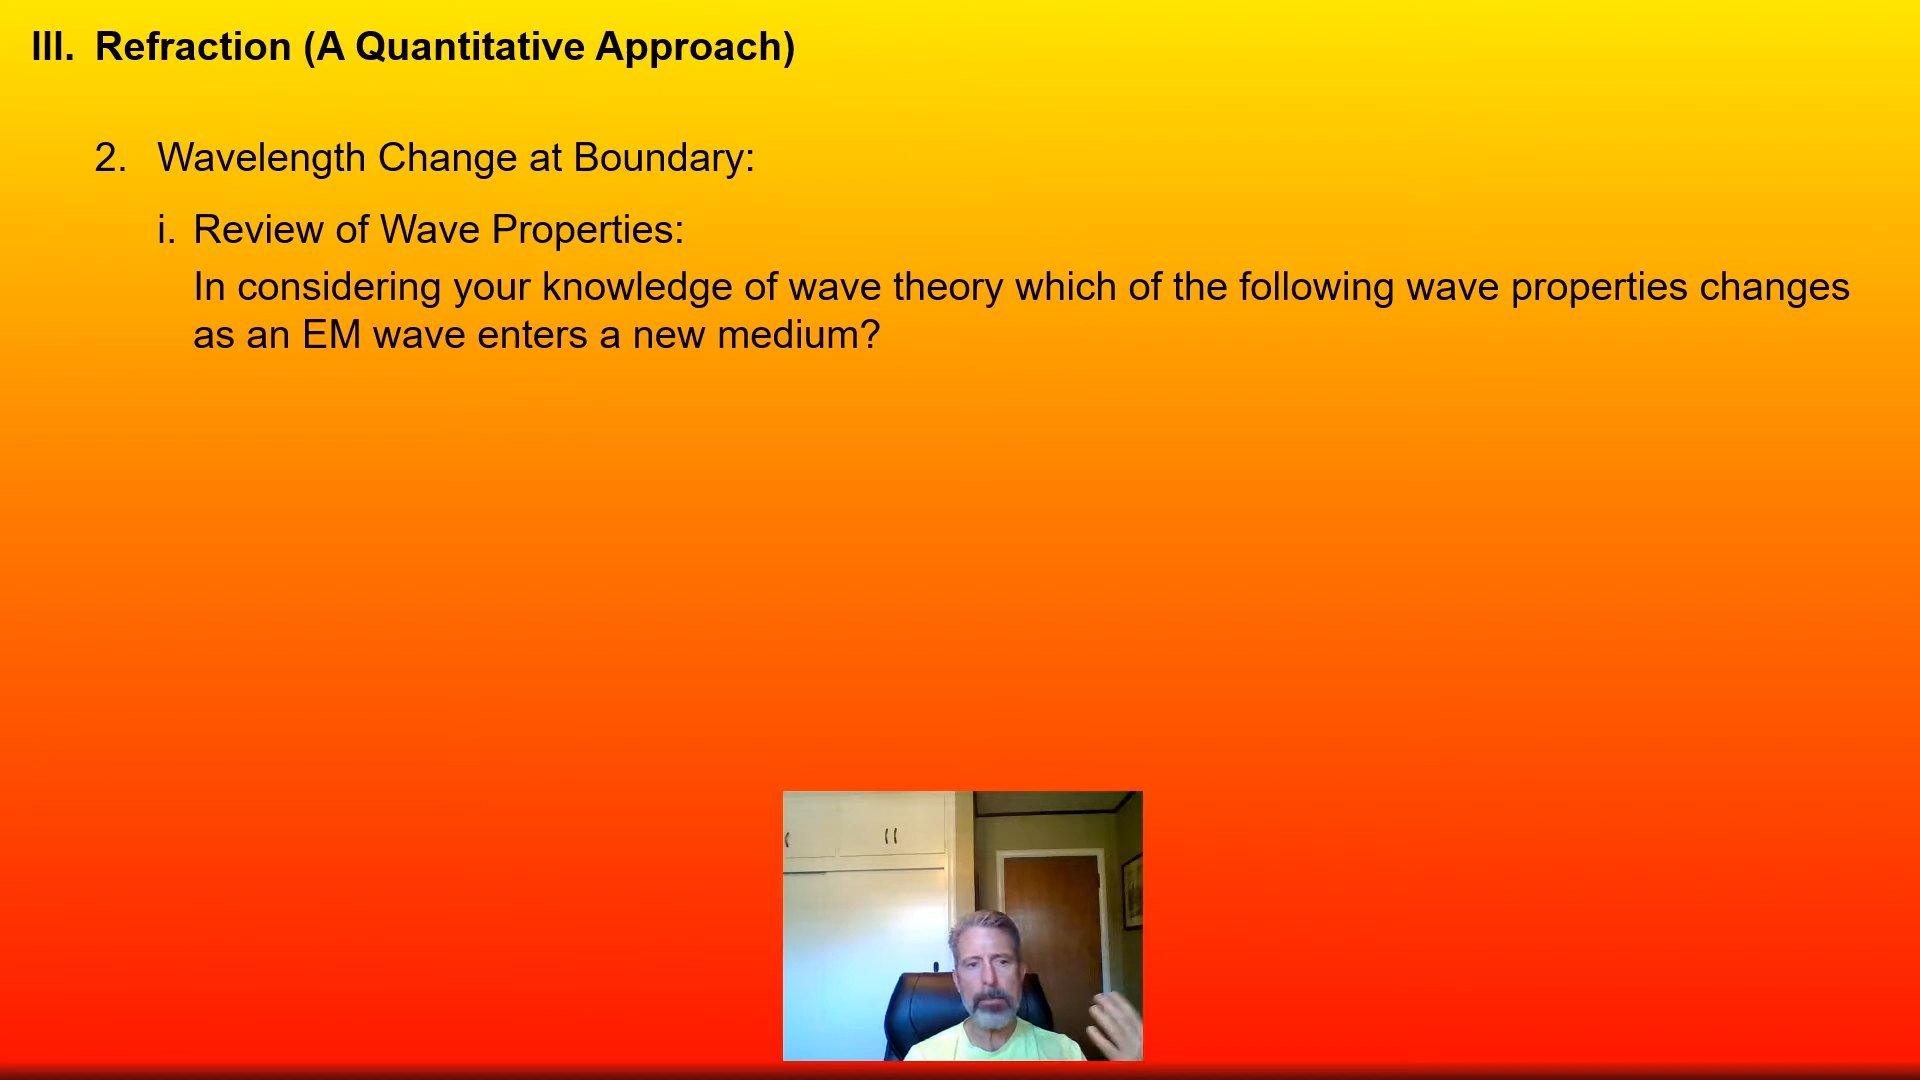 III. Refraction (A Quantitative Approach)
2. Wavelength Change at Boundary:
i. Review of Wave Properties:
In considering your knowledge of wave theory which of the following wave properties changes
as an EM wave enters a new medium?